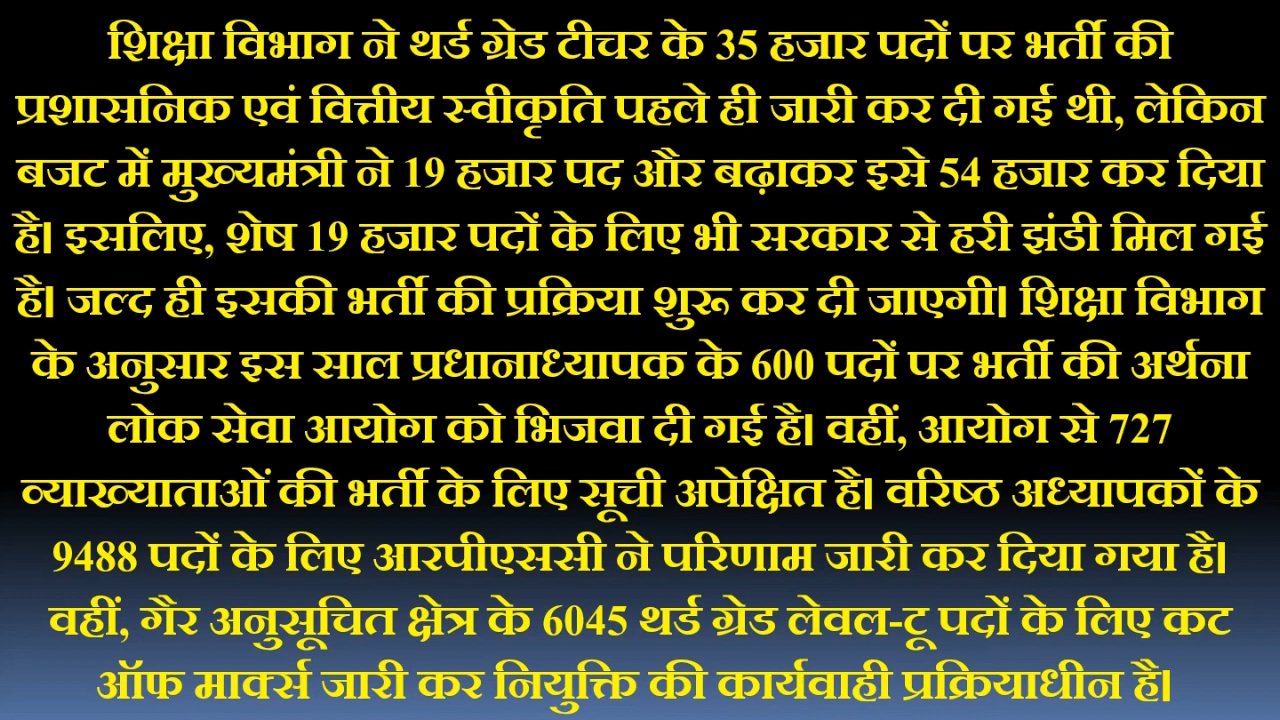 शिक्षा विभाग ने थर्ड ग्रेड टीचर के 35 हजार पदों पर भर्ती की
प्रशासनिक एवं वित्तीय स्वीकृति पहले ही जारी कर दी गई थी, लेकिन
बजट में मुख्यमंत्री ने 19 हजार पद और बढ़ाकर इसे 54 हजार कर दिया
है। इसलिए, शेष 19 हजार पदों के लिए भी सरकार से हरी झंडी मिल गई
है। जल्द ही इसकी भर्ती की प्रक्रिया शुरू कर दी जाएगी। शिक्षा विभाग
के अनुसार इस साल प्रधानाध्यापक के 600 पदों पर भर्ती की अर्थना
लोक सेवा आयोग को भिजवा दी गई है। वहीं, आयोग से 727
व्याख्याताओं की भर्ती के लिए सूची अपेक्षित है। वरिष्ठ अध्यापकों के
9488 पदों के लिए आरपीएससी ने परिणाम जारी कर दिया गया है।
वहीं, गैर अनुसूचित क्षेत्र के 6045 थर्ड ग्रेड लेवल-टू पदों के लिए कट
ऑफ मार्क्स जारी कर नियुक्ति की कार्यवाही प्रक्रियाधीन है।